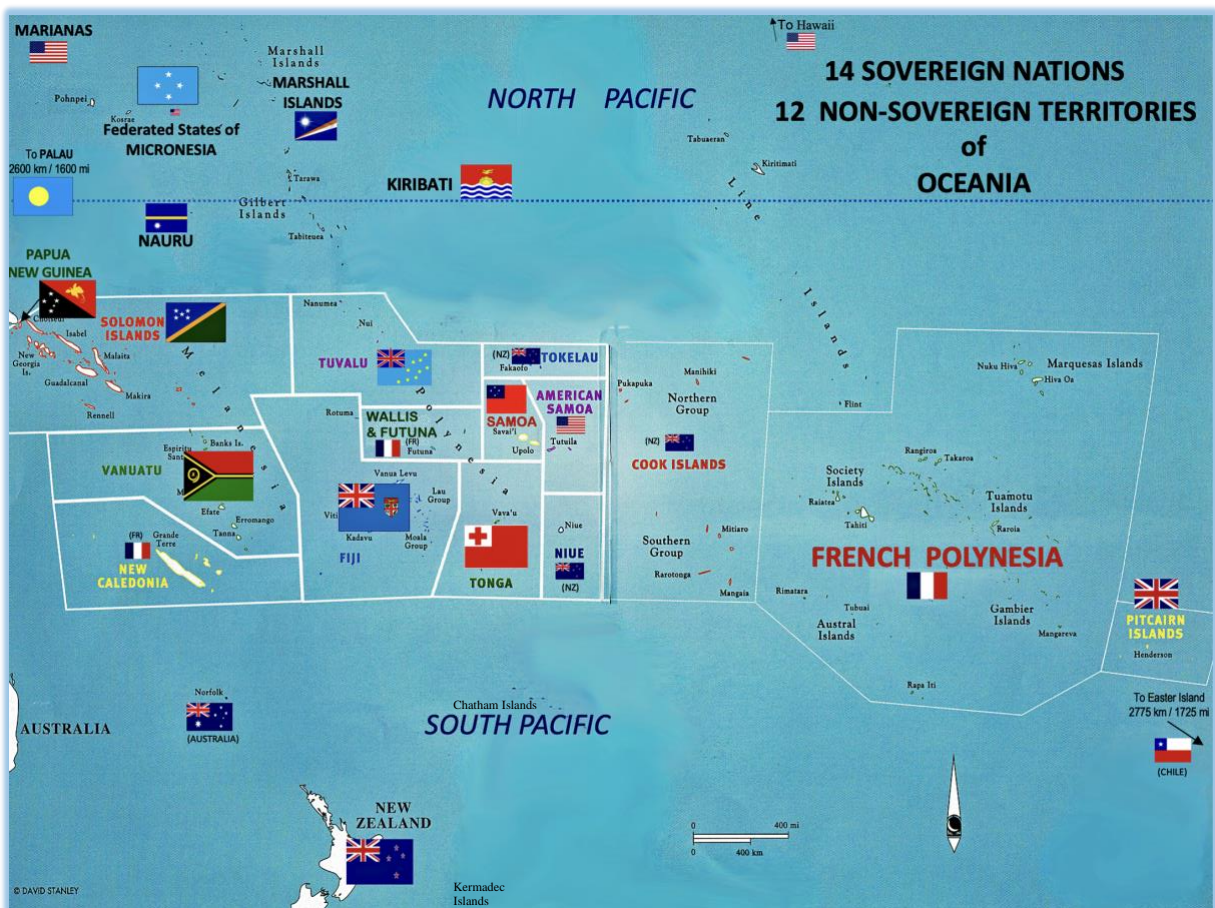 MARIANAS
To Hawaii
14 SOVEREIGN NATIONS
12 NON-SOVEREIGN TERRITORIES
of
OCEANIA
Marshall
Islands
MARSHALL
ISLANDS
NORTH PACIFIC
Pohnpei
Kosrae
Federated States of
MICRONESIA
To PALAU
2600 km / 1600 mi
Tabuaeran
Kiritimati
Tarawa
KIRIBATI
Gilbert
Islands
Tabiteuea
NAURU
Line
Islands
PAPUA
NEW GUINEA
Choiseul
SOLOMON
ISLANDS
Isabel
New
Georgia
Is.
Malaita
Guadalcanal
Makira
Rennell
Melanesia
Nanumea
Nui
TUVALU
Polynesia
(NZ)
TOKELAU
Fakaofo
AMERICAN
SAMOA
Tutuila
SAMOA
Savai'i
Upolo
Rotuma
WALLIS
& FUTUNA
(FR)
Futuna
Pukapuka
Manihiki
Northern
Group
(NZ)
COOK ISLANDS
Flint
Nuku Hiva
Marquesas Islands
Hiva Oa
Banks Is.
Espiritu
VANUATU
Efate
Erromango
Tanna
(FR)
Grande
Terre
NEW
CALEDONIA
Vanus Levu
Viti
Lau
Group
Kadavu
Moala
Group
FIJI
Vava'u
TONGA
Niue
NIUE
(NZ)
Mitiaro
Southern
Group
Rarotonga
Mangaia
Rangiroa
Takaroa
Society
Islands
Raiatea
Tahiti
Tuamotu
Islands
Raroia
FRENCH POLYNESIA
Rimatara
Tubuai
Austral
Islands
Gambier
Islands
Mangareva
Rapa Iti
PITCAIRN
ISLANDS
Henderson
To Easter Island
2775 km / 1725 mi
(CHILE)
Norfolk
(AUSTRALIA)
AUSTRALIA
Chatham Islands
SOUTH PACIFIC
NEW
ZEALAND
0
400 mi
0
400 km
Kermadec
Islands
© DAVID STANLEY